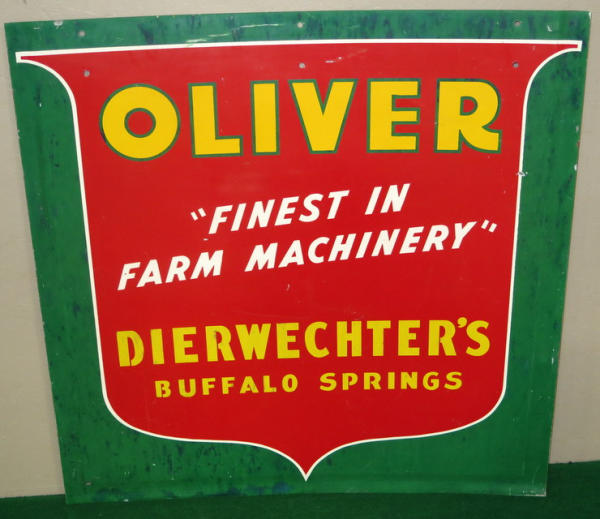 OLIVER
"FINEST IN
FARM MACHINERY"
DIERWECHTER'S
BUFFALO SPRINGS